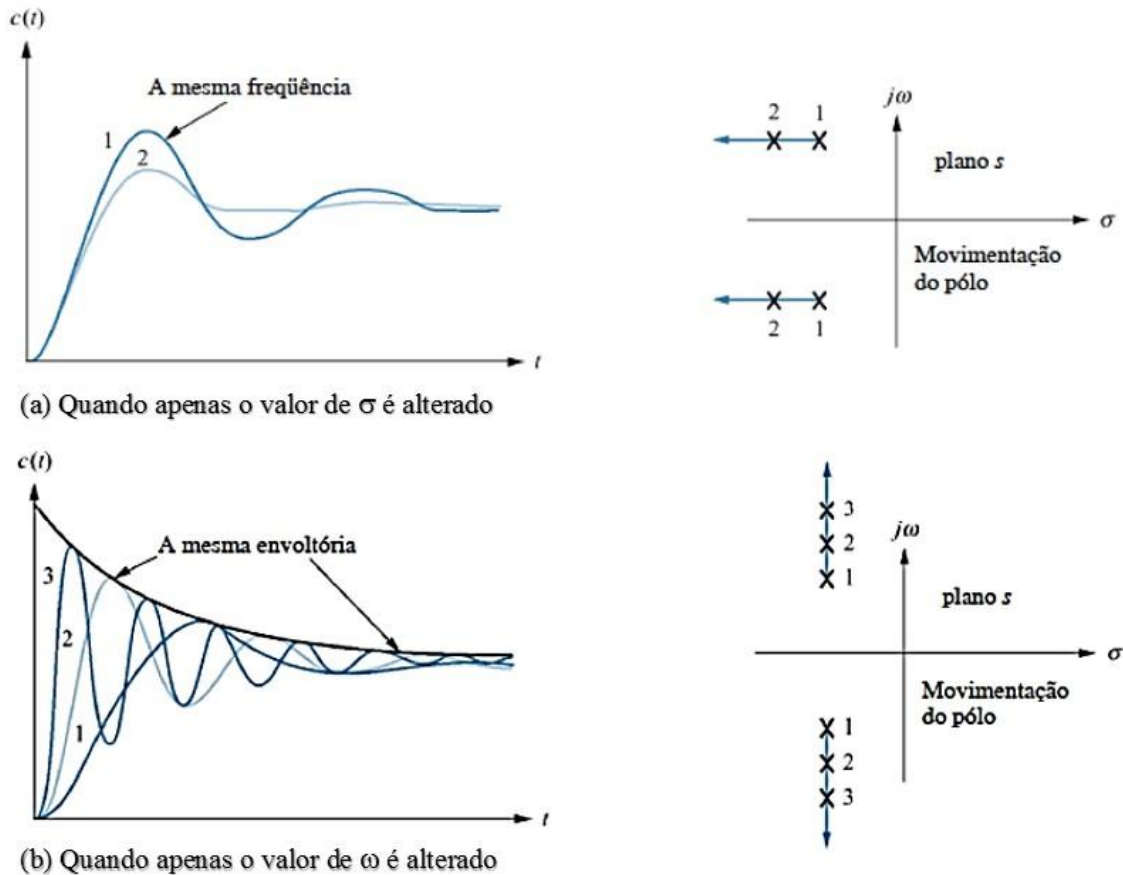 c(t)
A mesma freqüência
1
2
t
jω
2 1
plano s
σ
Movimentação
do pólo
2 1
(a) Quando apenas o valor de σ é alterado
c(t)
A mesma envoltória
3
2
1
t
3
2
1
jω
plano s
σ
Movimentação
do pólo
1
2
3
(b) Quando apenas o valor de ω é alterado